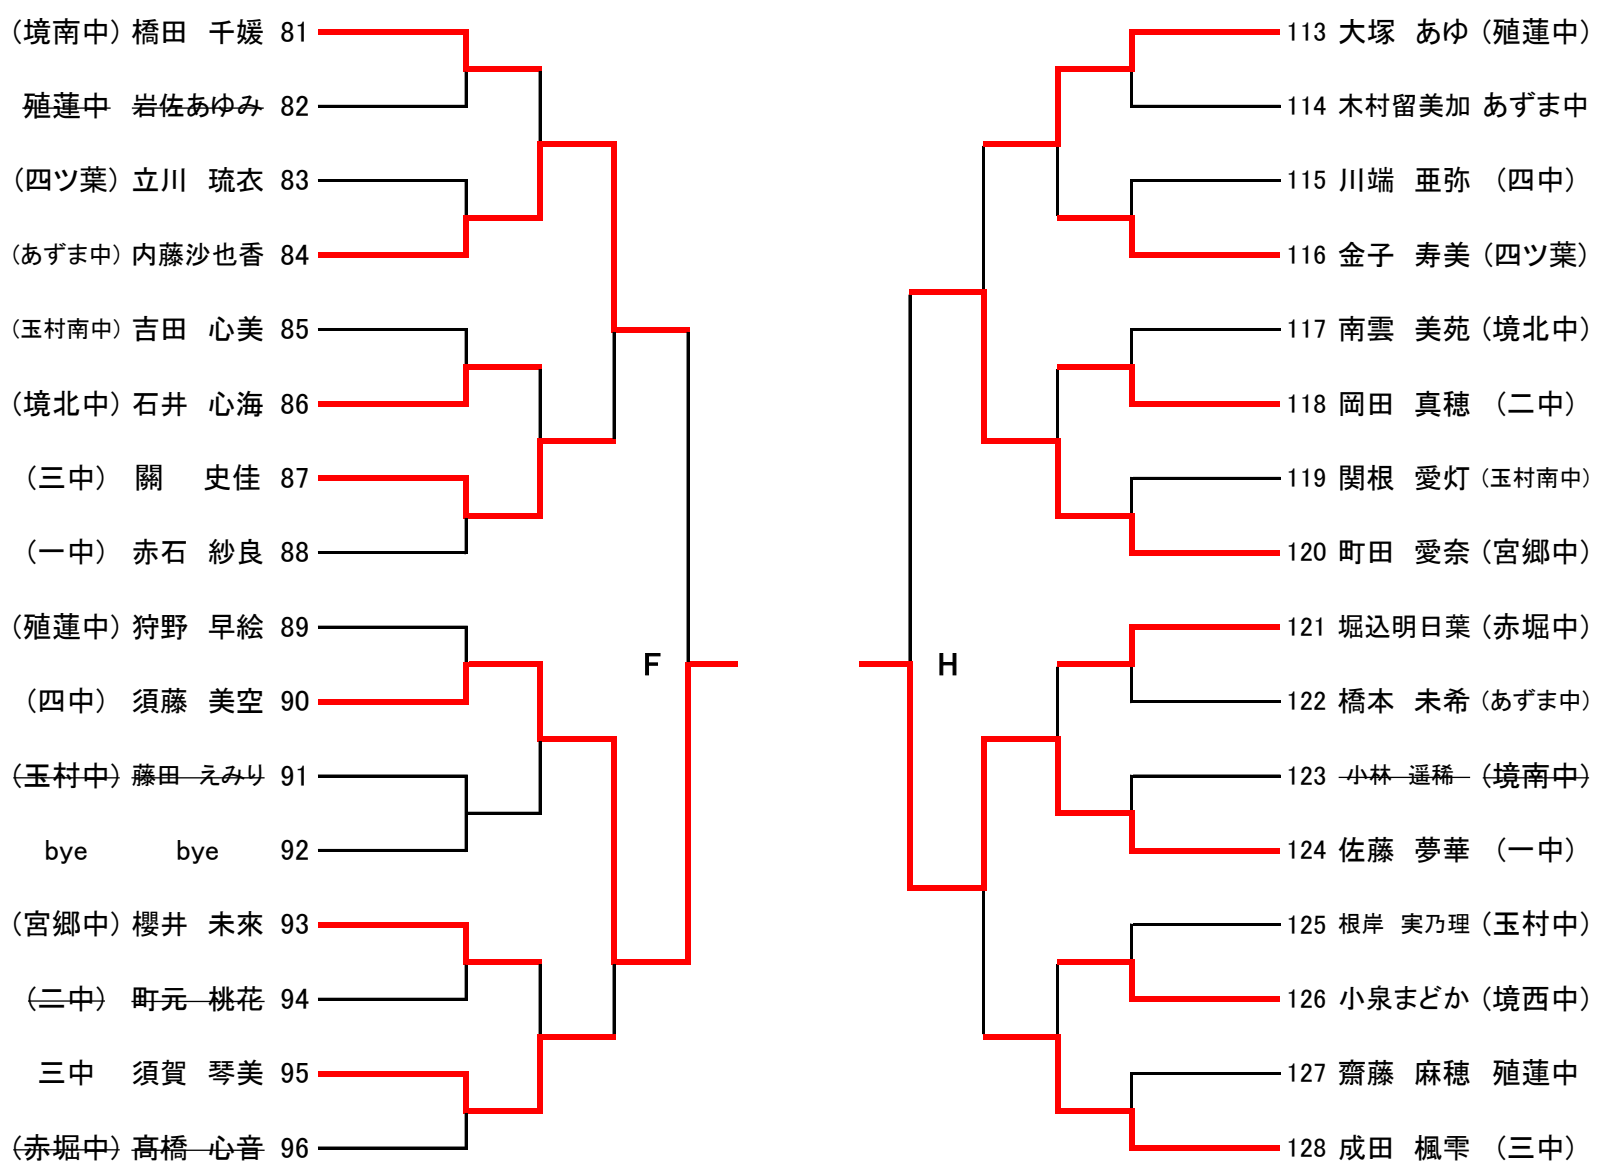 (境南中) 橋田 千媛 81
殖蓮中 岩佐あゆみ 82
(四ツ葉) 立川 琉衣 83
(あずま中) 内藤沙也香 84
(玉村南中) 吉田 心美 85
(境北中) 石井 心海 86
(三中) 關 史佳 87
(一中) 赤石 紗良 88
(殖蓮中) 狩野 早絵 89
(四中) 須藤 美空 90
(玉村中) 藤田 えみり 91
bye bye 92
(宮郷中) 櫻井 未來 93
(二中) 町元 桃花 94
三中 須賀 琴美 95
(赤堀中) 髙橋 心音 96
F
H
113 大塚 あゆ (殖蓮中)
114 木村留美加 あずま中
115 川端 亜弥 (四中)
116 金子 寿美 (四ツ葉)
117 南雲 美苑 (境北中)
118 岡田 真穂 (二中)
119 関根 愛灯 (玉村南中)
120 町田 愛奈 (宮郷中)
121 堀込明日葉 (赤堀中)
122 橋本 未希 (あずま中)
123 小林 遥稀 (境南中)
124 佐藤 夢華 (一中)
125 根岸 実乃理 (玉村中)
126 小泉まどか (境西中)
127 齋藤 麻穂 殖蓮中
128 成田 楓雫 (三中)